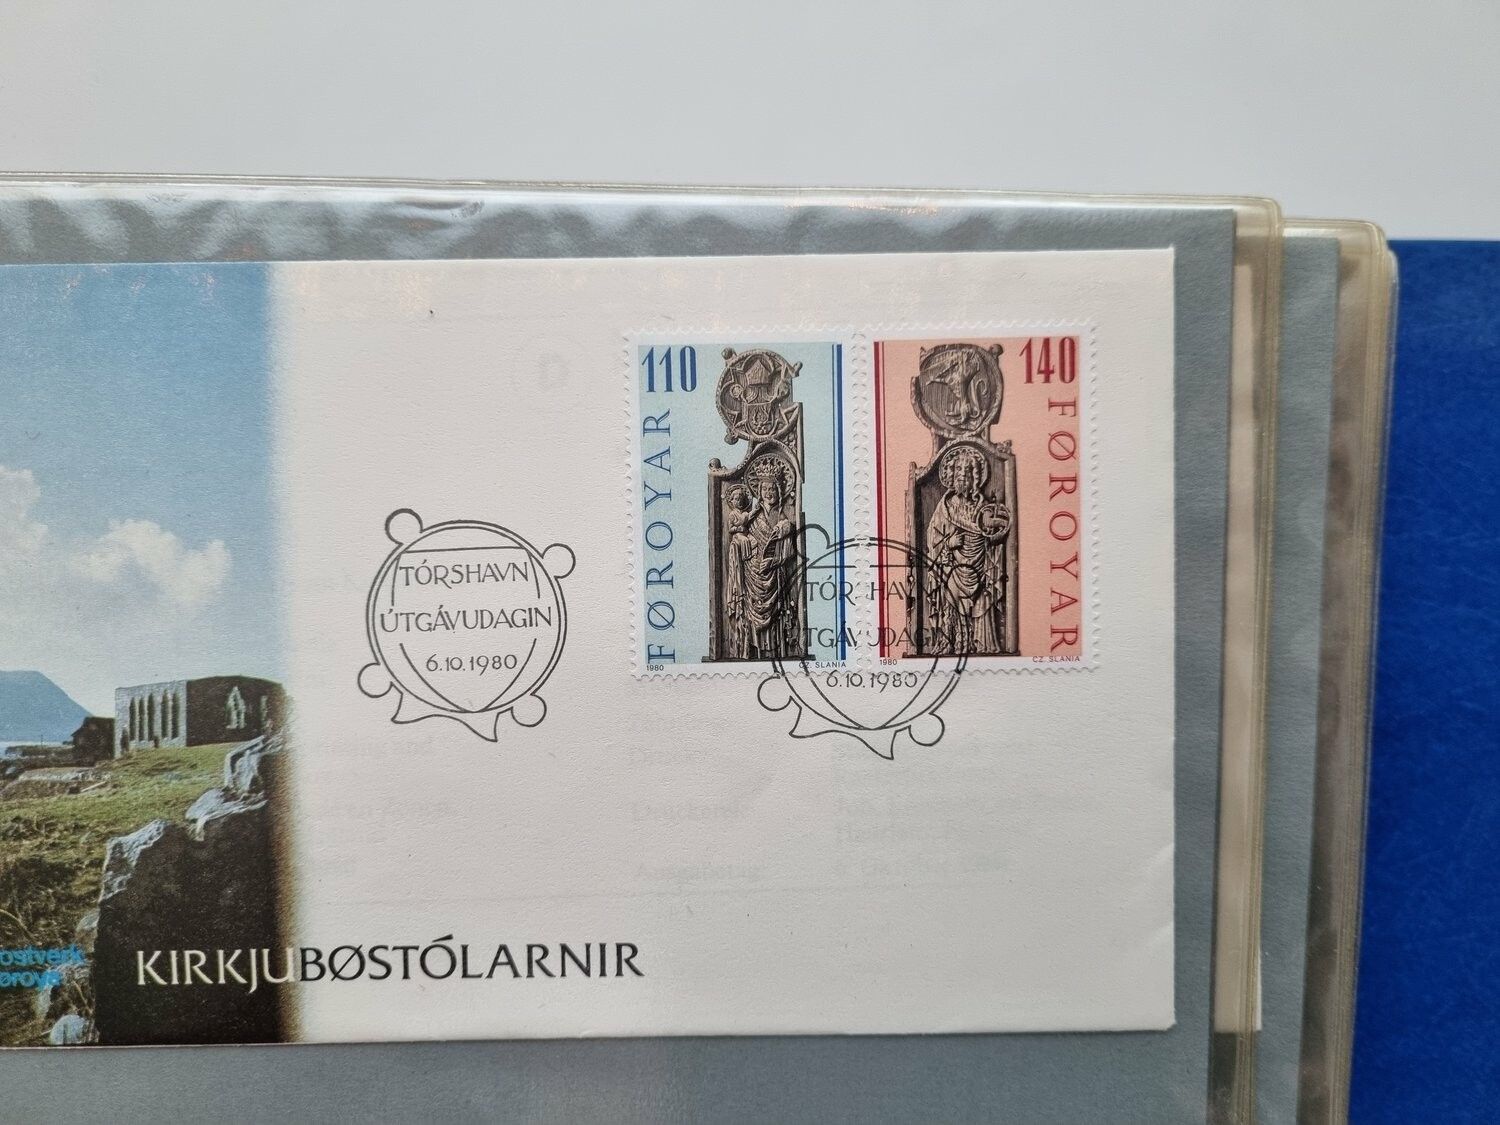 110
FØROYAR
1980
CZ. SLANIA
140
FØROYAR
1980
CZ. SLANIA
TÓRSHAVN
ÚTGÁVUDAGIN
6.10.1980
TÓRSHAVN
ÚTGÁVUDAGIN
6.10.1980
KIRKJUBØSTÓLARNIR